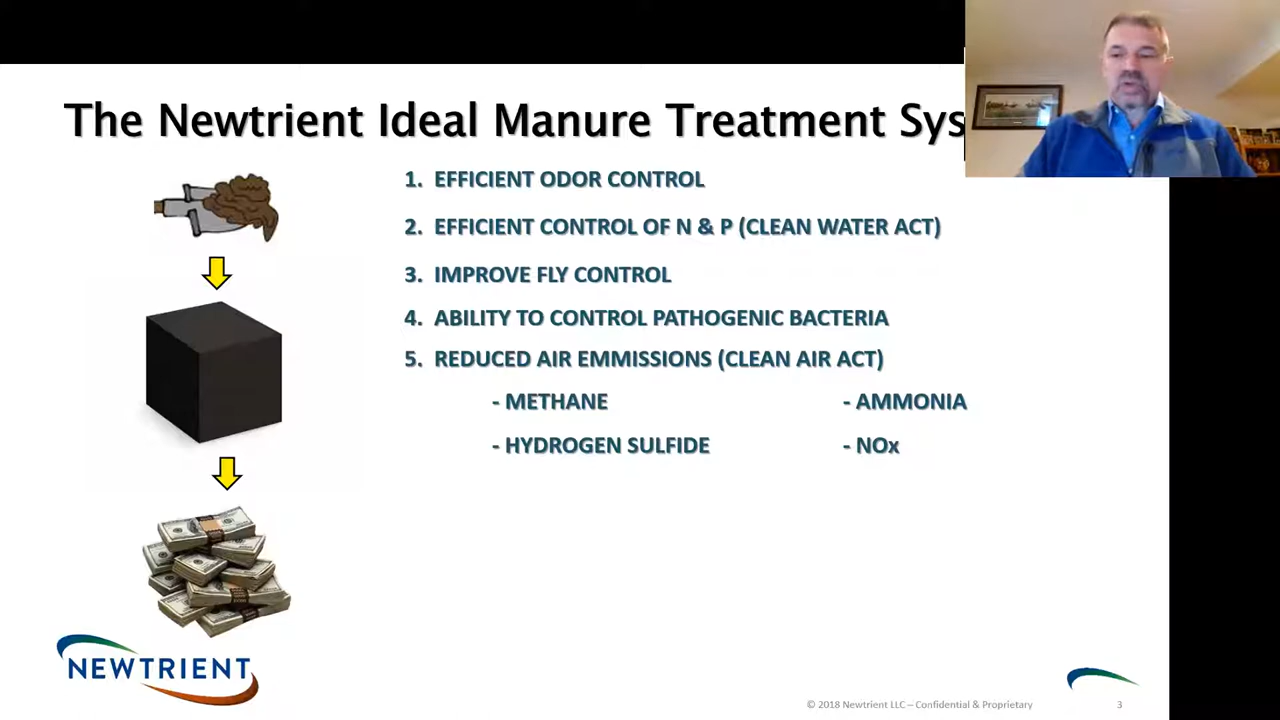 The Newtrient Ideal Manure Treatment Sys
1. EFFICIENT ODOR CONTROL
2. EFFICIENT CONTROL OF N & P (CLEAN WATER ACT)
3. IMPROVE FLY CONTROL
4. ABILITY TO CONTROL PATHOGENIC BACTERIA
5. REDUCED AIR EMMISSIONS (CLEAN AIR ACT)
- METHANE - AMMONIA
- HYDROGEN SULFIDE - NOx
NEWTRIENT
© 2018 Newtrient LLC – Confidential & Proprietary 3